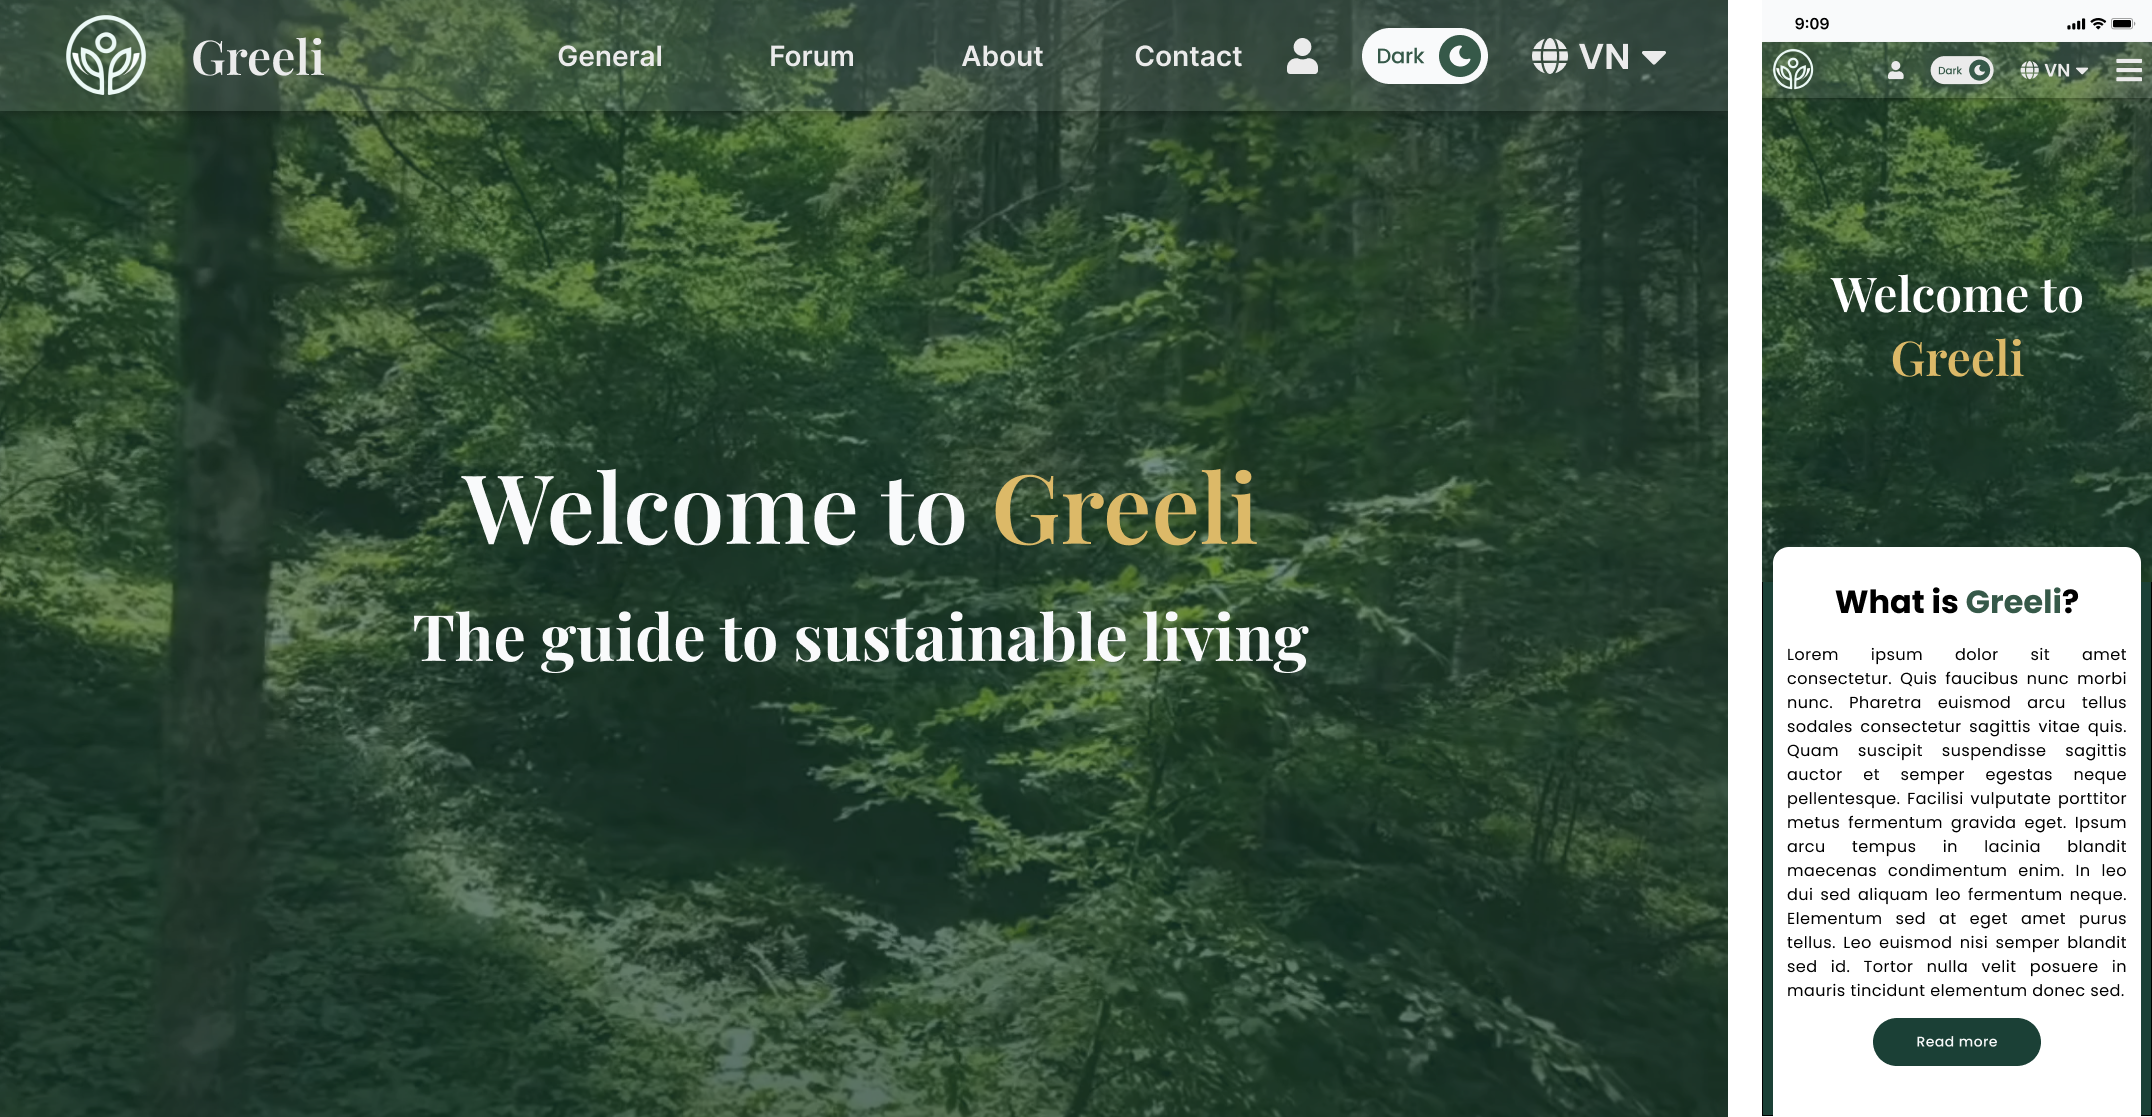 Greeli
General
Forum
About
Contact
Dark
VN
Welcome to Greeli
The guide to sustainable living
9:09
Dark
VN
Welcome to
Greeli
What is Greeli?
Lorem ipsum dolor sit amet
consectetur. Quis faucibus nunc morbi
nunc. Pharetra euismod arcu tellus
sodales consectetur sagittis vitae quis.
Quam suscipit suspendisse sagittis
auctor et semper egestas neque
pellentesque. Facilisi vulputate porttitor
metus fermentum gravida eget. Ipsum
arcu tempus in lacinia blandit
maecenas condimentum enim. In leo
dui sed aliquam leo fermentum neque.
Elementum sed at eget amet purus
tellus. Leo euismod nisi semper blandit
sed id. Tortor nulla velit posuere in
mauris tincidunt elementum donec sed.
Read more